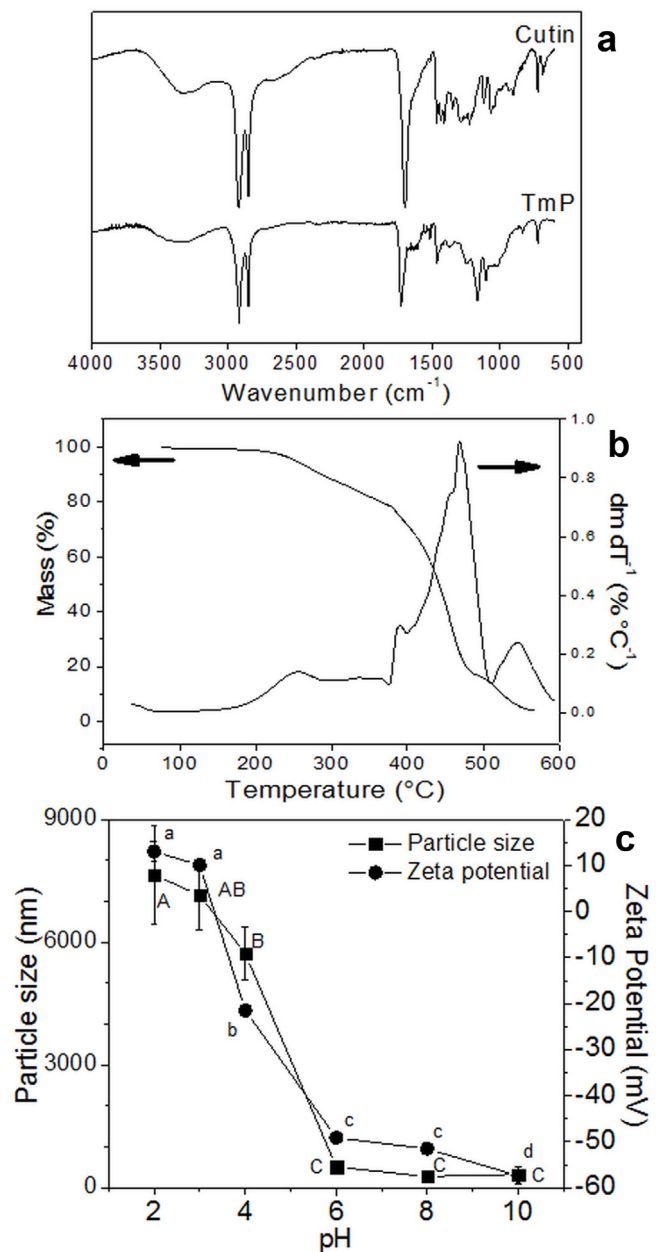 Cutin
a
TmP
4000 3500 3000 2500 2000 1500 1000 500
Wavenumber (cm-1)
b
100
80
60
40
20
0
Mass (%)
1.0
0.8
0.6
0.4
0.2
0.0
dm dT-1 (% °C-1)
0 100 200 300 400 500 600
Temperature (°C)
c
9000
6000
3000
0
Particle size (nm)
Particle size
Zeta potential
a
a
A
AB
B
b
c
c
d
C
C
C
20
10
0
-10
-20
-30
-40
-50
-60
Zeta Potential (mV)
2 4 6 8 10
pH